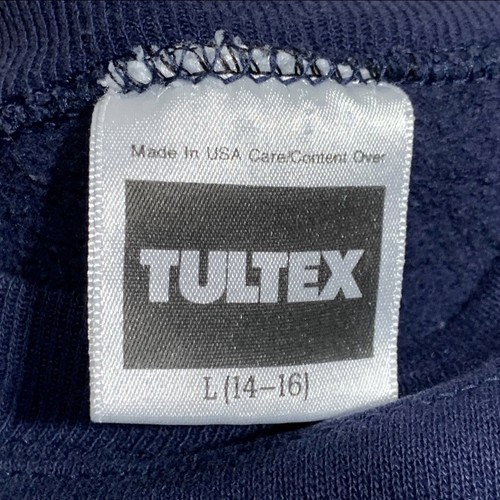 Made In USA Care/Content Over
TULTEX
L (14-16)